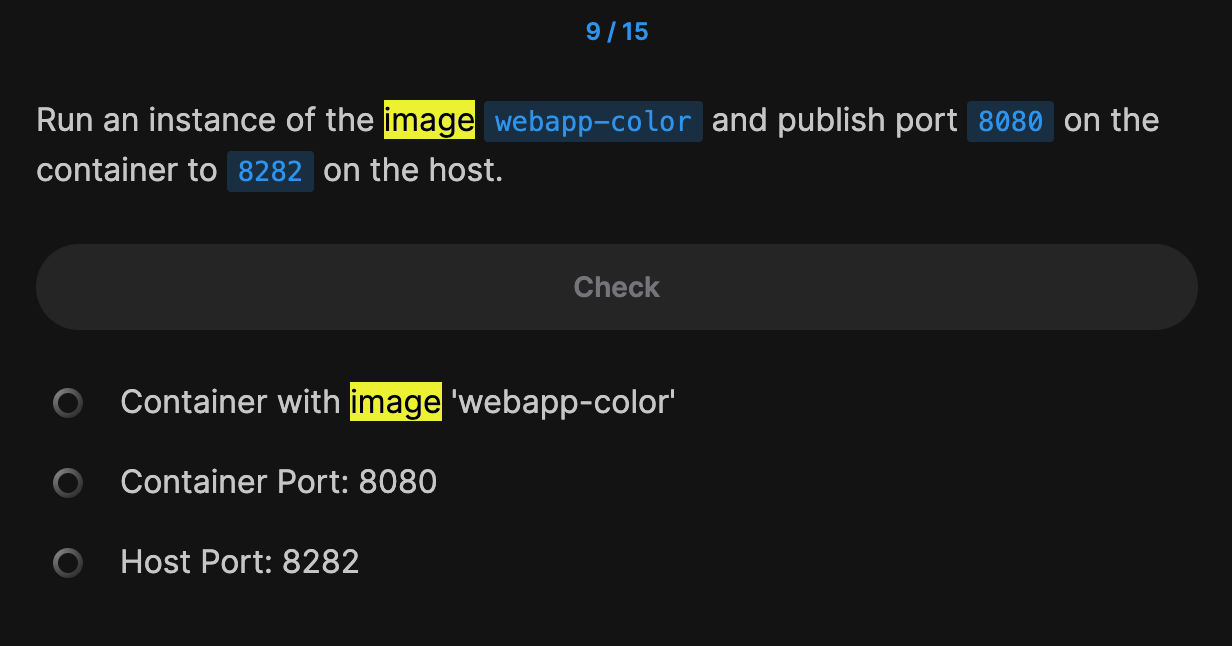 9 / 15
Run an instance of the image webapp-color and publish port 8080 on the
container to 8282 on the host.
Check
Container with image 'webapp-color'
Container Port: 8080
Host Port: 8282